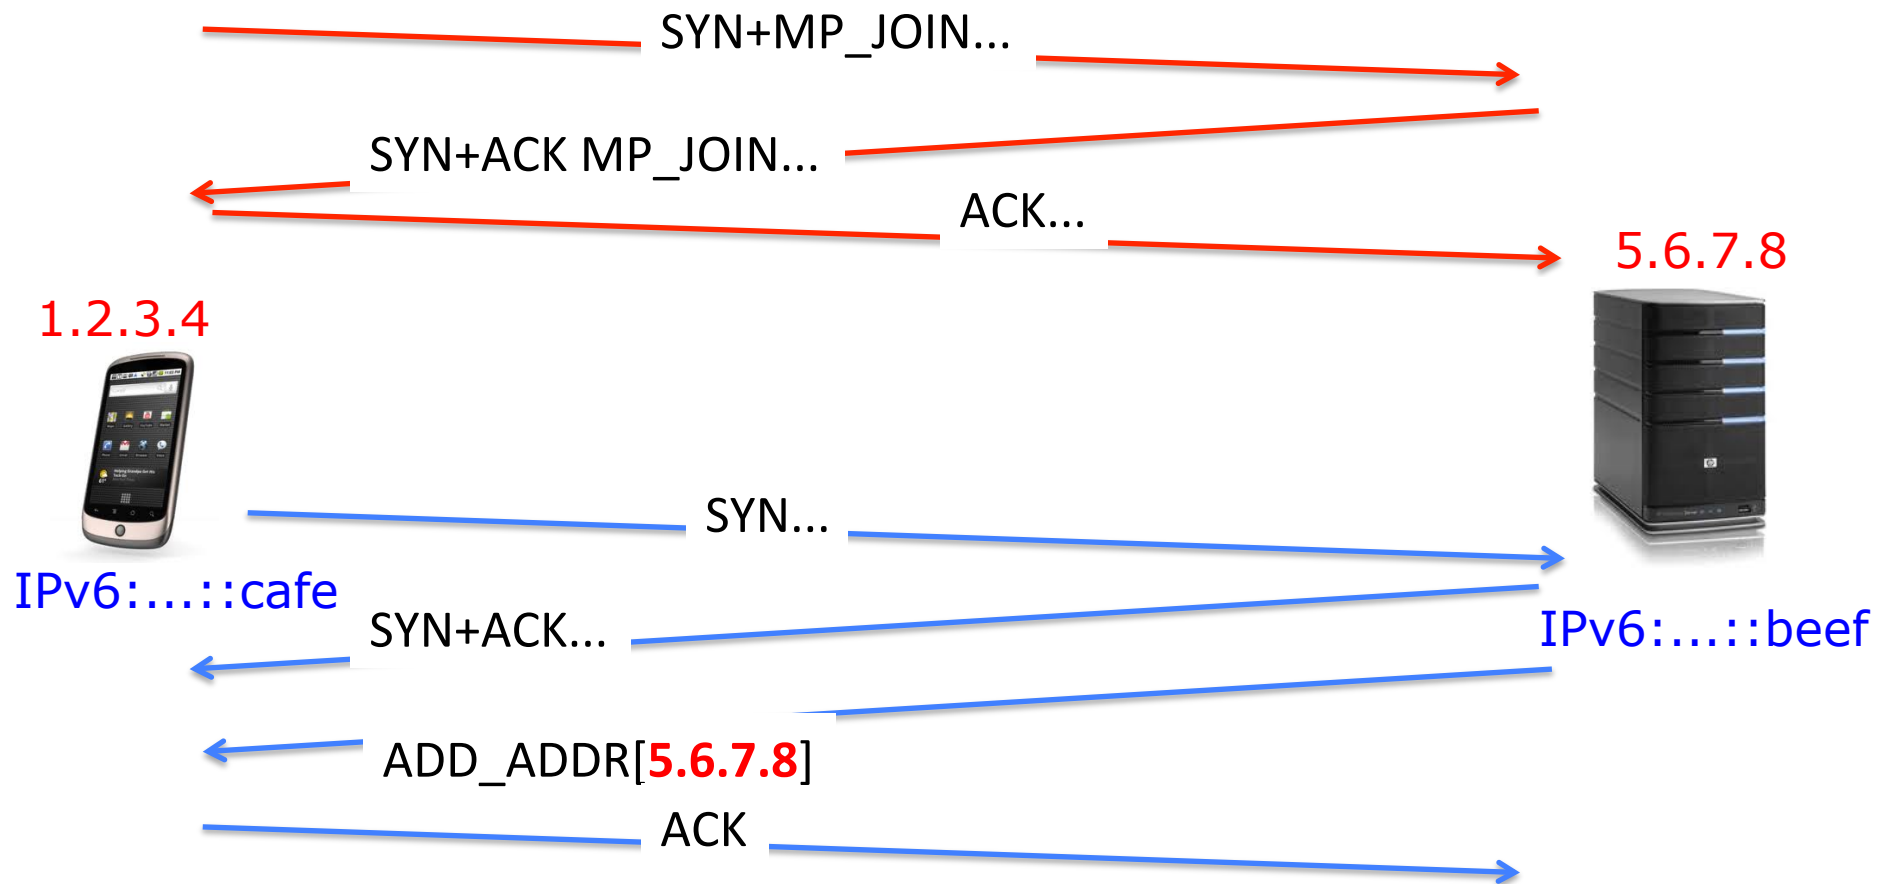 SYN+MP_JOIN...
SYN+ACK MP_JOIN...
ACK...
5.6.7.8
1.2.3.4
SYN...
IPv6:...::cafe
SYN+ACK...
IPv6:...::beef
ADD_ADDR[5.6.7.8]
ACK